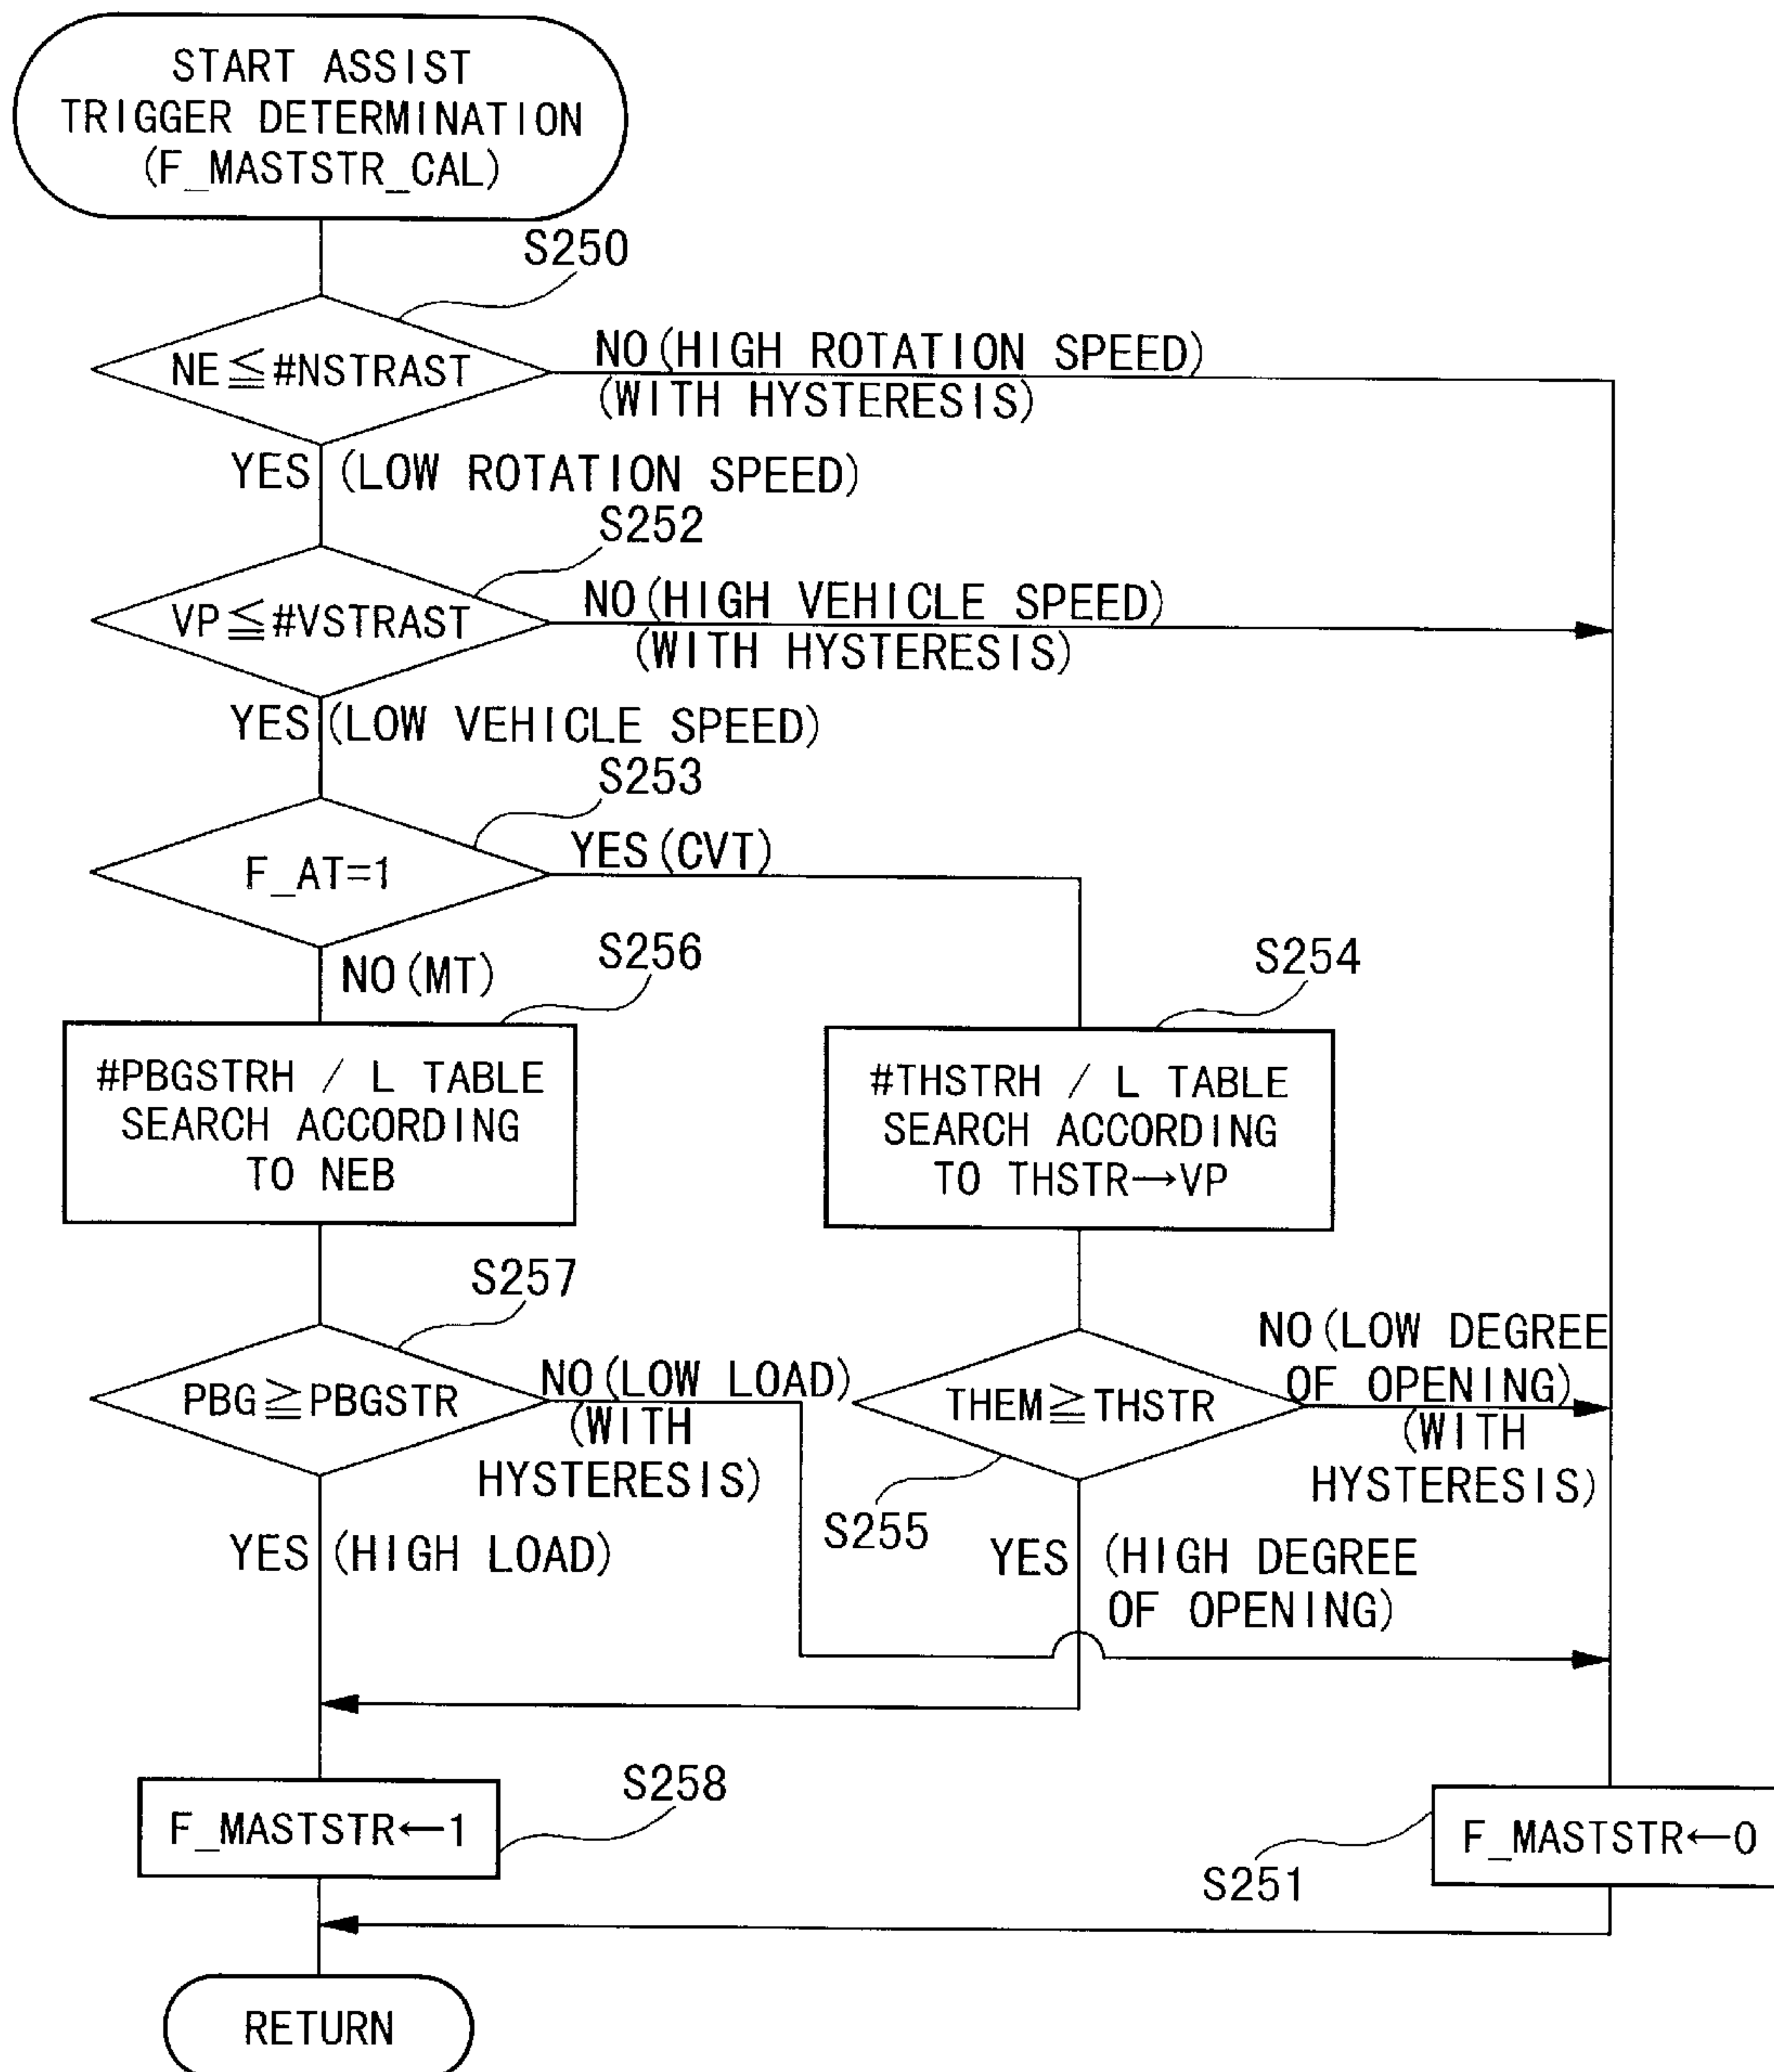 START ASSIST
TRIGGER DETERMINATION
(F_MASTSTR_CAL)
S250
NE≦#NSTRAST
NO(HIGH ROTATION SPEED)
(WITH HYSTERESIS)
YES (LOW ROTATION SPEED)
S252
VP≦#VSTRAST
NO(HIGH VEHICLE SPEED)
(WITH HYSTERESIS)
YES (LOW VEHICLE SPEED)
S253
F_AT=1
YES(CVT)
NO(MT)
S256
#PBGSTRH / L TABLE
SEARCH ACCORDING
TO NEB
S254
#THSTRH / L TABLE
SEARCH ACCORDING
TO THSTR→VP
S257
PBG≧PBGSTR
NO(LOW LOAD)
(WITH
HYSTERESIS)
YES (HIGH LOAD)
THEM≧THSTR
NO(LOW DEGREE
OF OPENING)
(WITH
HYSTERESIS)
S255
YES (HIGH DEGREE
OF OPENING)
F_MASTSTR←1
S258
F_MASTSTR←0
S251
RETURN